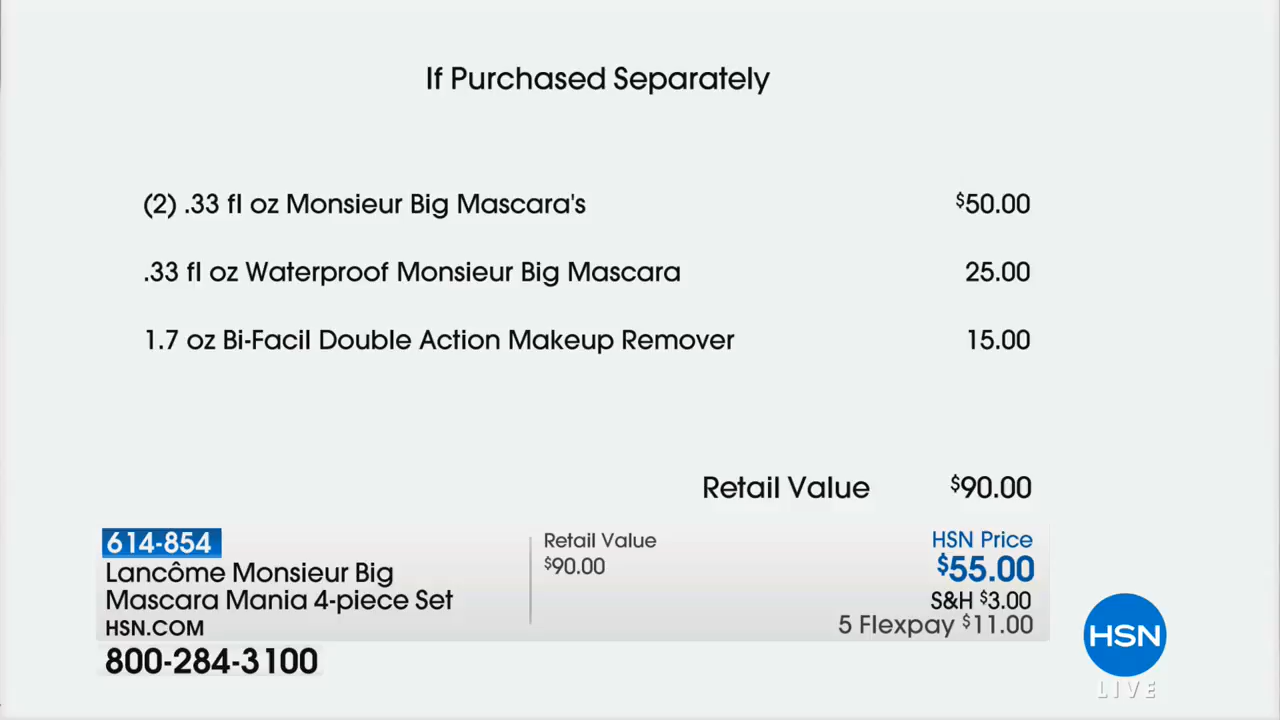 If Purchased Separately
(2) .33 fl oz Monsieur Big Mascara's $50.00
.33 fl oz Waterproof Monsieur Big Mascara 25.00
1.7 oz Bi-Facil Double Action Makeup Remover 15.00
Retail Value $90.00
614-854
Lancôme Monsieur Big
Mascara Mania 4-piece Set
HSN.COM
800-284-3100
Retail Value
$90.00
HSN Price
$55.00
S&H $3.00
5 Flexpay $11.00
HSN
LIVE